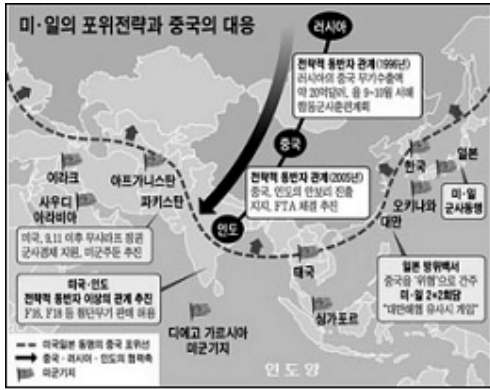 미·일의 포위전략과 중국의 대응
러시아
전략적 동반자 관계(1996년)
러시아의 중국 무기수출액
약 20억달러. 올 9~10월 서해
합동군사훈련계획
중국
한국
일본
이라크
아프가니스탄
전략적 동반자 관계(2005년)
중국, 인도의 안보리 진출
지지, FTA 체결 추진
사우디
아라비아
파키스탄
미·일
군사동맹
오키나와
인도
대만
미국, 9.11 이후 무샤라프 정권
군사경제 지원, 미군주둔 추진
태국
일본 방위백서
중국을 '위협'으로 간주
미·일 2+2회담
"대만해협 유사시 개입"
미국·인도
전략적 동반자 이상의 관계 추진
F16, F18 등 첨단무기 판매 허용
디에고 가르시아
미군기지
싱가포르
미국일본 동맹의 중국 포위선
중국·러시아·인도의 협력축
미군기지
인도양